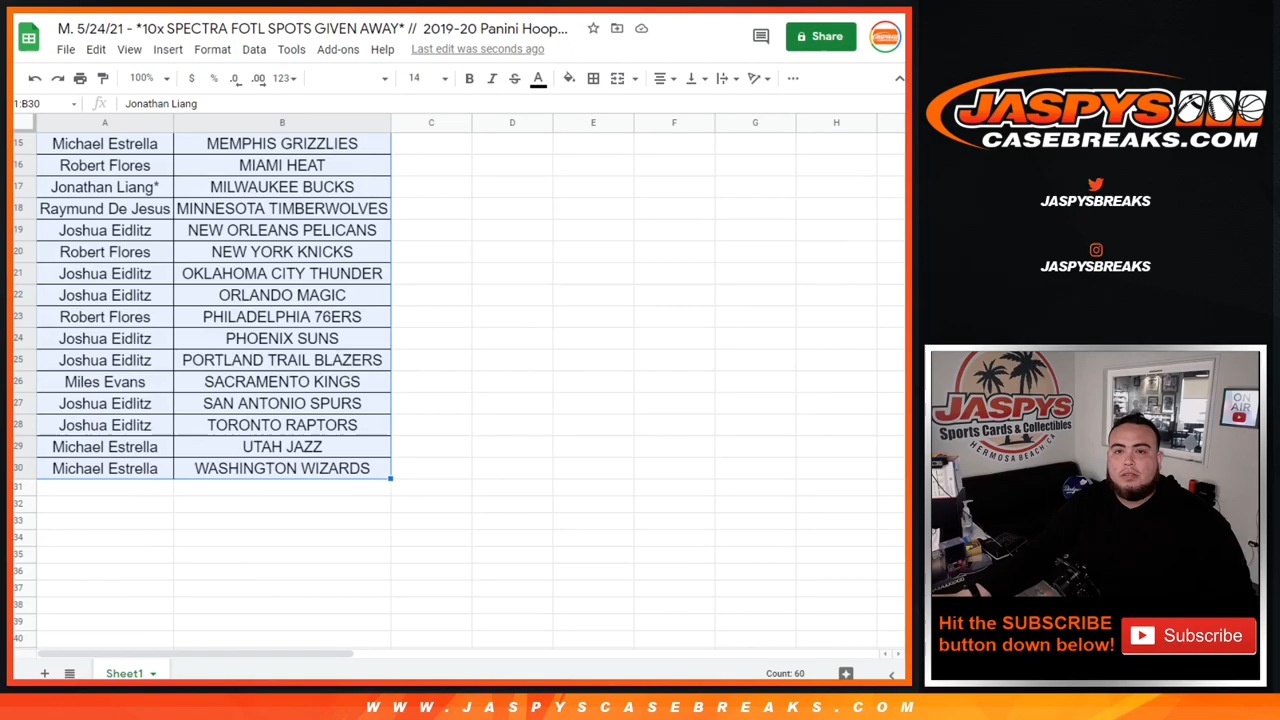 M. 5/24/21 - *10x SPECTRA FOTL SPOTS GIVEN AWAY* // 2019-20 Panini Hoop...
File Edit View Insert Format Data Tools Add-ons Help Last edit was seconds ago
Share
100% $ % .0 .00 123 14 B I S A
1:B30 fx Jonathan Liang
A B C D E F G H
15 Michael Estrella MEMPHIS GRIZZLIES
16 Robert Flores MIAMI HEAT
17 Jonathan Liang* MILWAUKEE BUCKS
18 Raymund De Jesus MINNESOTA TIMBERWOLVES
19 Joshua Eidlitz NEW ORLEANS PELICANS
20 Robert Flores NEW YORK KNICKS
21 Joshua Eidlitz OKLAHOMA CITY THUNDER
22 Joshua Eidlitz ORLANDO MAGIC
23 Robert Flores PHILADELPHIA 76ERS
24 Joshua Eidlitz PHOENIX SUNS
25 Joshua Eidlitz PORTLAND TRAIL BLAZERS
26 Miles Evans SACRAMENTO KINGS
27 Joshua Eidlitz SAN ANTONIO SPURS
28 Joshua Eidlitz TORONTO RAPTORS
29 Michael Estrella UTAH JAZZ
30 Michael Estrella WASHINGTON WIZARDS
31
32
33
34
35
36
37
38
39
40
Sheet1 Count: 60
JASPYS
CASEBREAKS.COM
JASPYSBREAKS
JASPYSBREAKS
JASPYS
Sports Cards & Collectibles
HERMOSA BEACH, CA
ON
AIR
Dodgers
Hit the SUBSCRIBE
button down below!
Subscribe
WWW.JASPYSCASEBREAKS.COM